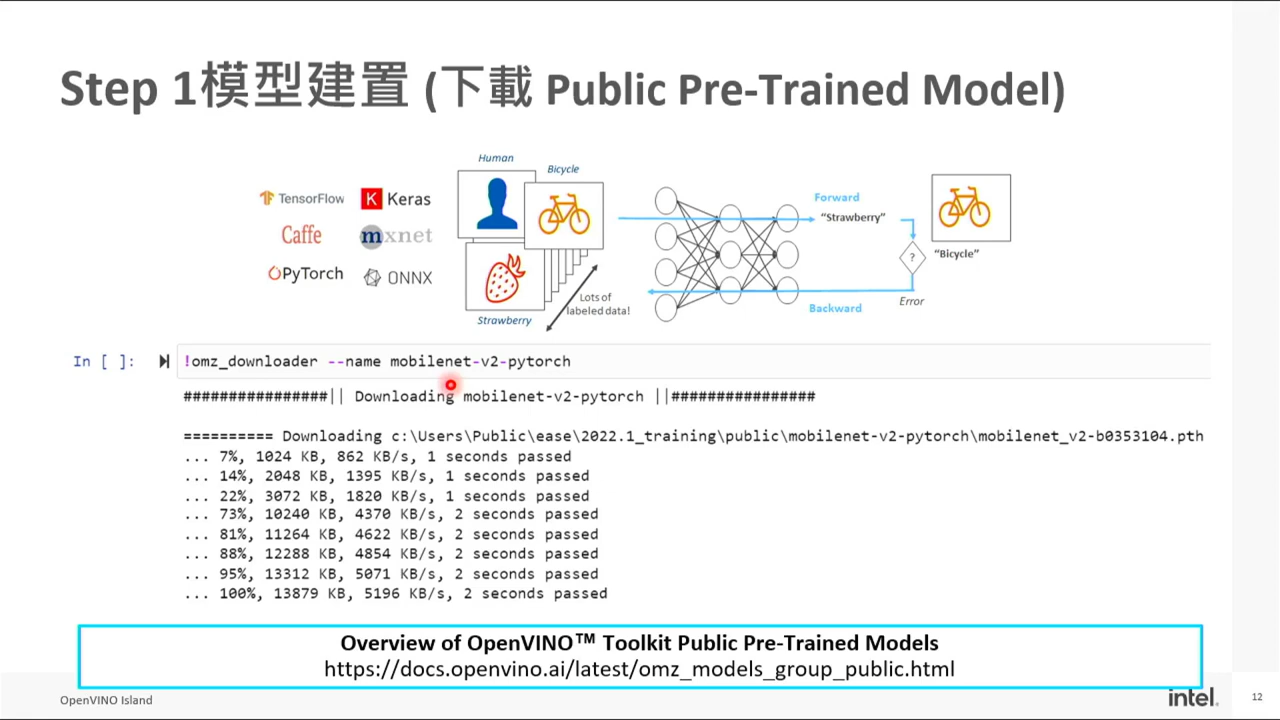 Step 1模型建置 (下載 Public Pre-Trained Model)
TensorFlow
Keras
Caffe
mxnet
PyTorch
ONNX
Human
Bicycle
Strawberry
Lots of
labeled data!
Forward
“Strawberry”
?
“Bicycle”
Error
Backward
In [ ]:
!omz_downloader --name mobilenet-v2-pytorch
################|| Downloading mobilenet-v2-pytorch ||################
========== Downloading c:\Users\Public\ease\2022.1_training\public\mobilenet-v2-pytorch\mobilenet_v2-b0353104.pth
... 7%, 1024 KB, 862 KB/s, 1 seconds passed
... 14%, 2048 KB, 1395 KB/s, 1 seconds passed
... 22%, 3072 KB, 1820 KB/s, 1 seconds passed
... 73%, 10240 KB, 4370 KB/s, 2 seconds passed
... 81%, 11264 KB, 4622 KB/s, 2 seconds passed
... 88%, 12288 KB, 4854 KB/s, 2 seconds passed
... 95%, 13312 KB, 5071 KB/s, 2 seconds passed
... 100%, 13879 KB, 5196 KB/s, 2 seconds passed
Overview of OpenVINO™ Toolkit Public Pre-Trained Models
https://docs.openvino.ai/latest/omz_models_group_public.html
OpenVINO Island
intel.
12